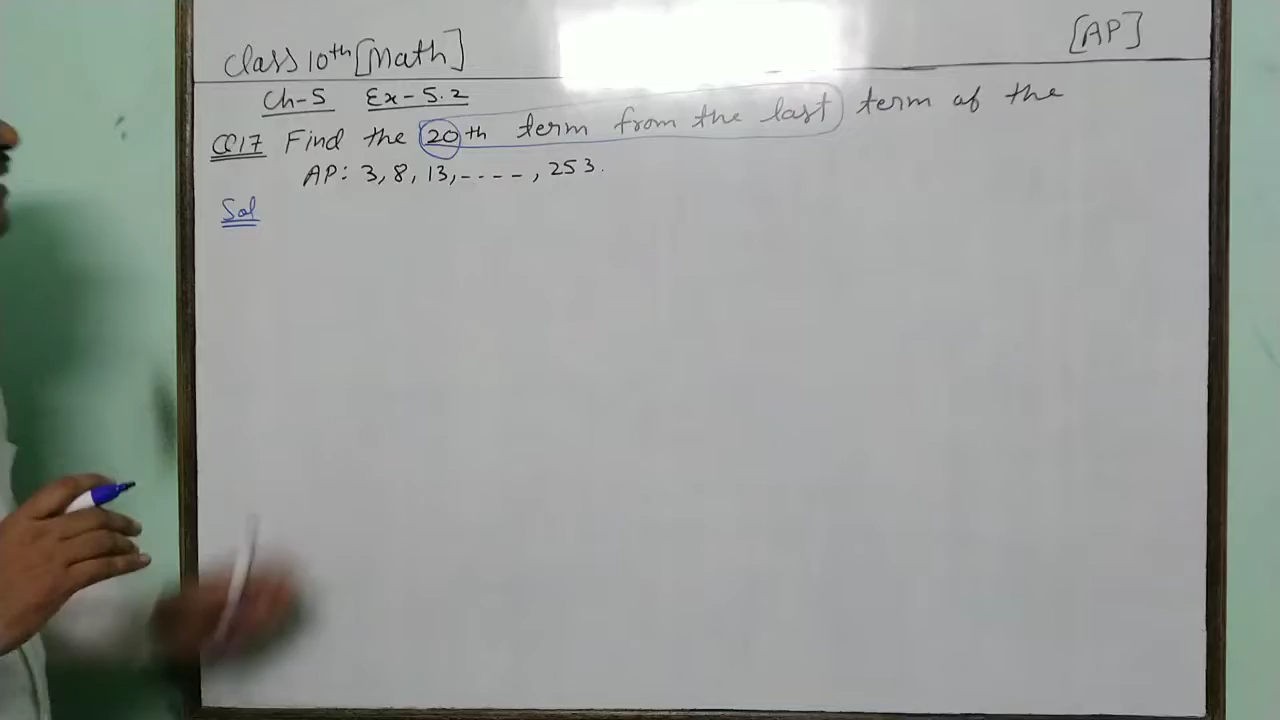 Class 10th [Math]
[AP]
Ch-5 Ex-5.2
Q17 Find the 20th term from the last term of the
AP: 3, 8, 13, ----, 253.
Sol